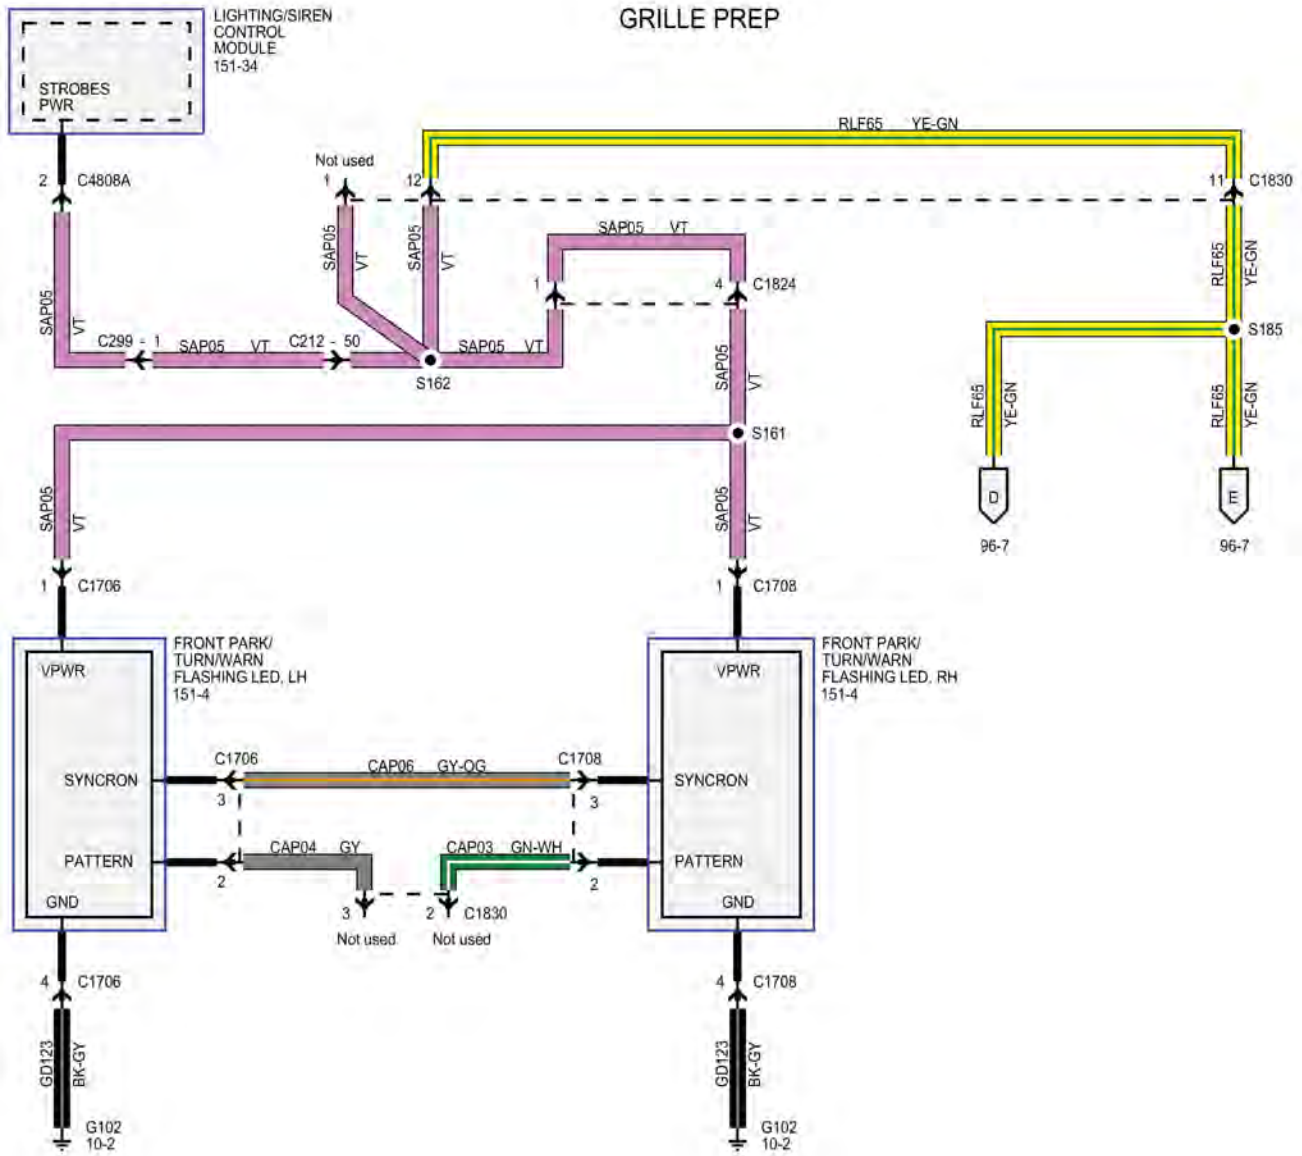 GRILLE PREP
LIGHTING/SIREN
CONTROL
MODULE
151-34
STROBES
PWR
2 C4808A
RLF65 YE-GN
Not used
1
12
11 C1830
SAP05 VT
SAP05 VT
SAP05 VT
1
4 C1824
RLF65 YE-GN
SAP05 VT
C299 - 1
SAP05 VT
C212 - 50
SAP05 VT
S162
SAP05 VT
S185
RLF65 YE-GN
RLF65 YE-GN
S161
D
E
96-7
96-7
SAP05 VT
SAP05 VT
1 C1706
1 C1708
FRONT PARK/
TURN/WARN
FLASHING LED, LH
151-4
VPWR
FRONT PARK/
TURN/WARN
FLASHING LED, RH
151-4
VPWR
SYNCRON
C1706
3
CAP06 GY-OG
C1708
3
SYNCRON
PATTERN
2
CAP04 GY
CAP03 GN-WH
2
PATTERN
GND
GND
3
2 C1830
Not used
Not used
4 C1706
4 C1708
GD123 BK-GY
GD123 BK-GY
G102
10-2
G102
10-2